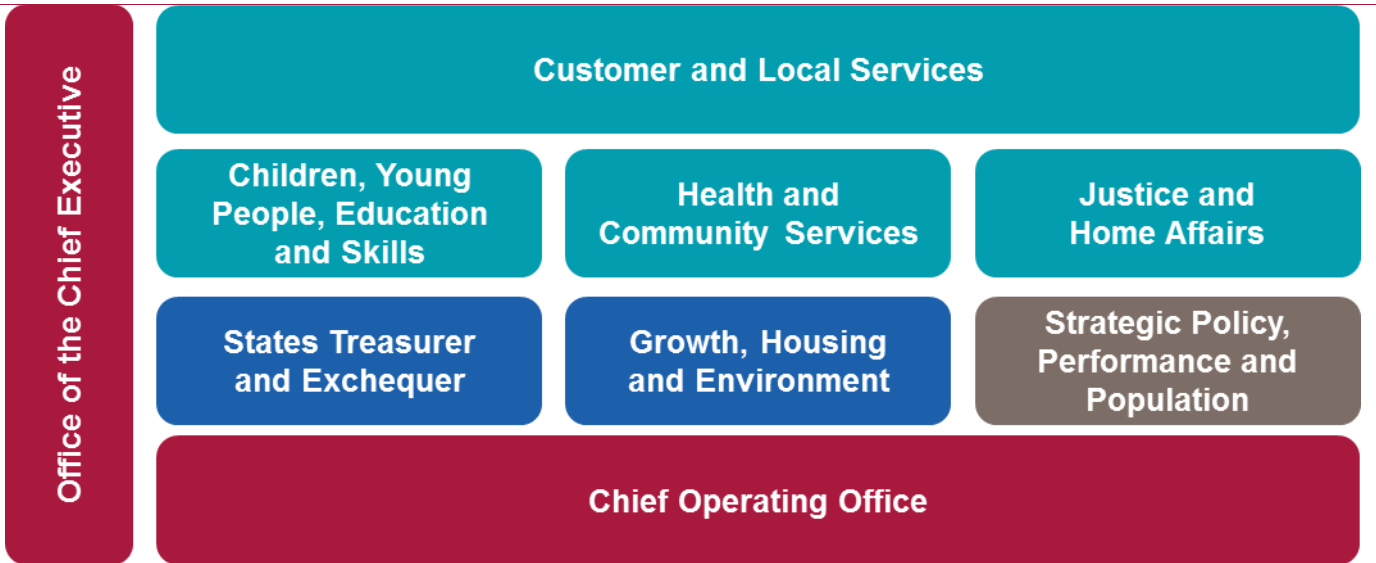 Office of the Chief Executive
Customer and Local Services
Children, Young
People, Education
and Skills
Health and
Community Services
Justice and
Home Affairs
States Treasurer
and Exchequer
Growth, Housing
and Environment
Strategic Policy,
Performance and
Population
Chief Operating Office